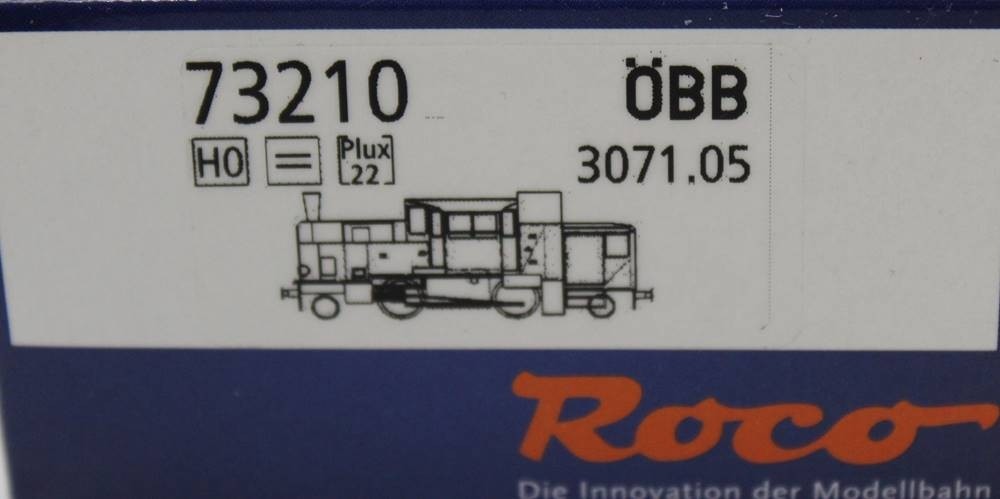 73210 ÖBB
H0 = Plux 22 3071.05
Roco
Die Innovation der Modellbahn